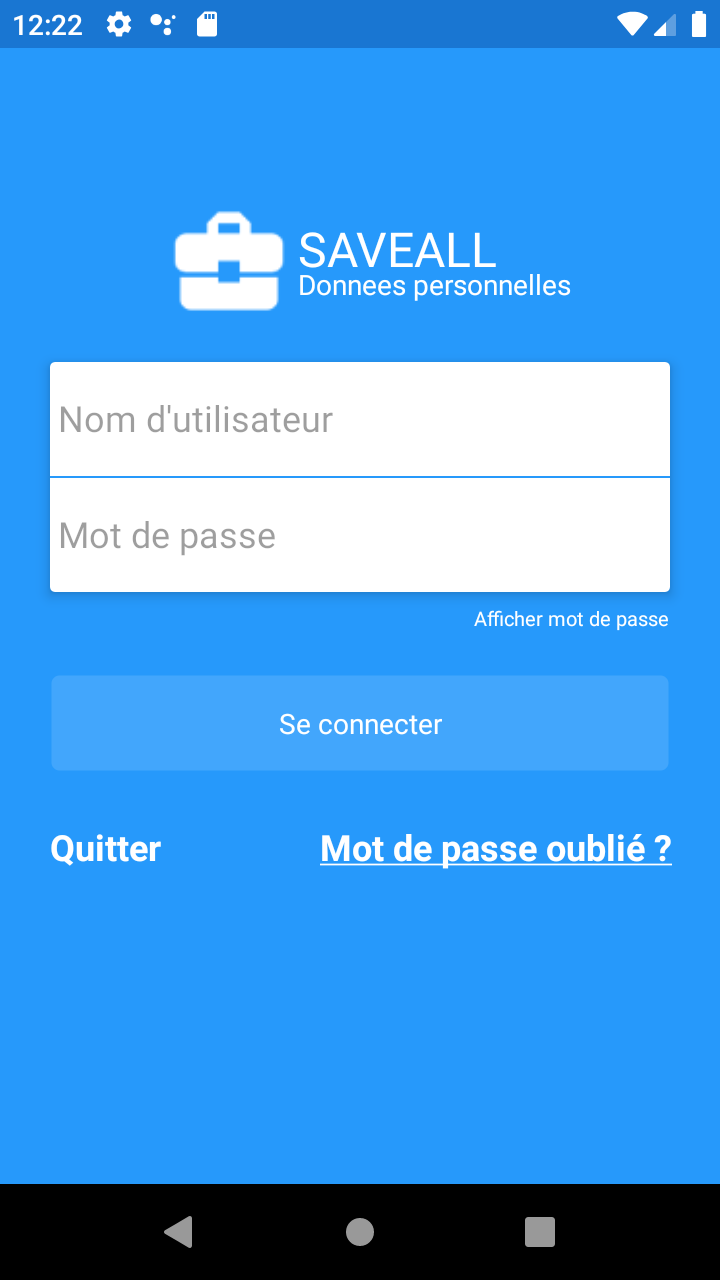 12:22
SAVEALL
Donnees personnelles
Nom d'utilisateur
Mot de passe
Afficher mot de passe
Se connecter
Quitter
Mot de passe oublié ?